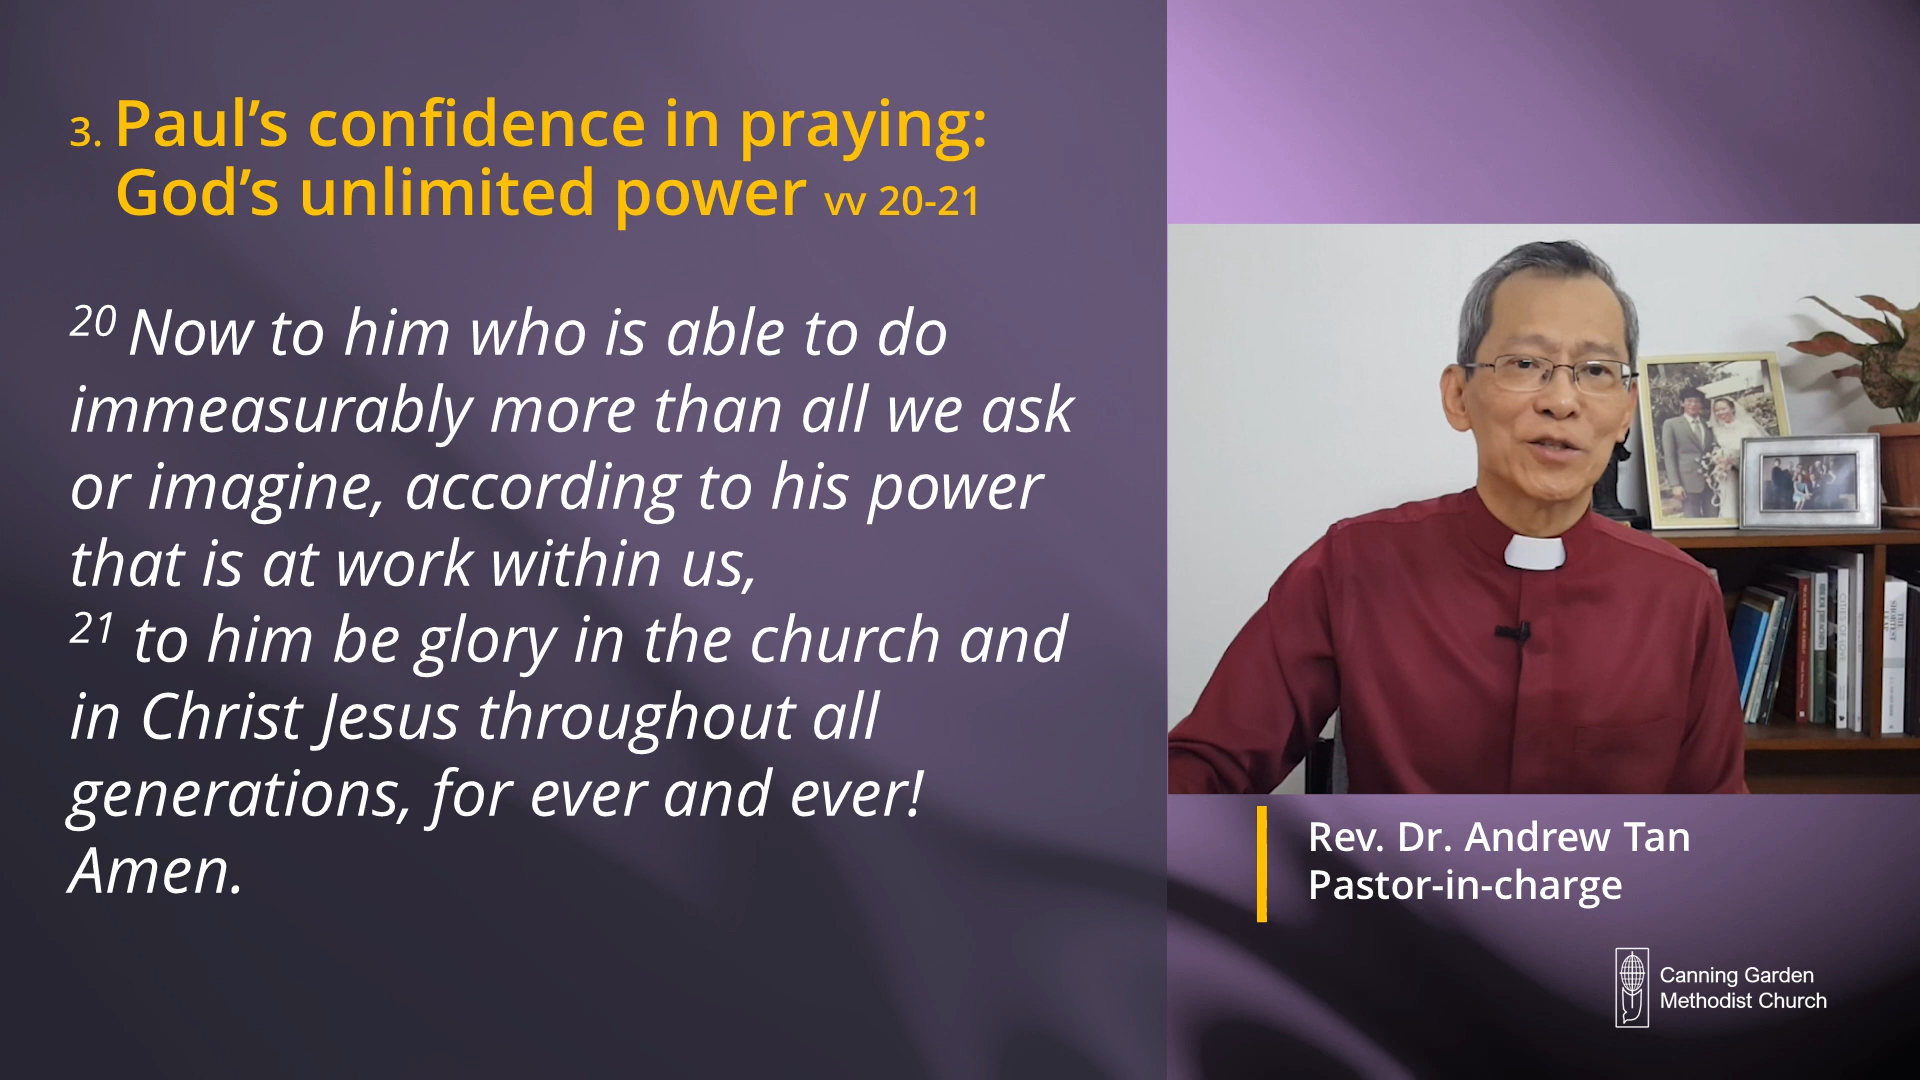 3. Paul’s confidence in praying:
God’s unlimited power vv 20-21
20 Now to him who is able to do
immeasurably more than all we ask
or imagine, according to his power
that is at work within us,
21 to him be glory in the church and
in Christ Jesus throughout all
generations, for ever and ever!
Amen.
Rev. Dr. Andrew Tan
Pastor-in-charge
Canning Garden
Methodist Church